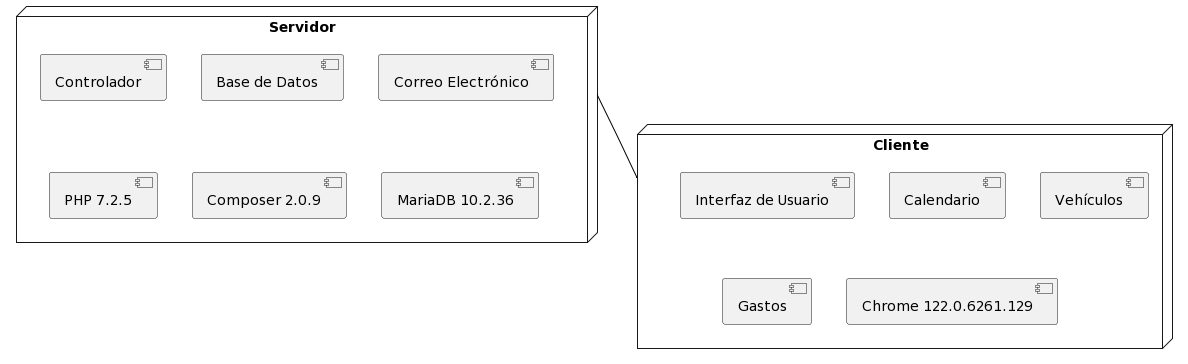 Servidor
Controlador
Base de Datos
Correo Electrónico
PHP 7.2.5
Composer 2.0.9
MariaDB 10.2.36
Cliente
Interfaz de Usuario
Calendario
Vehículos
Gastos
Chrome 122.0.6261.129